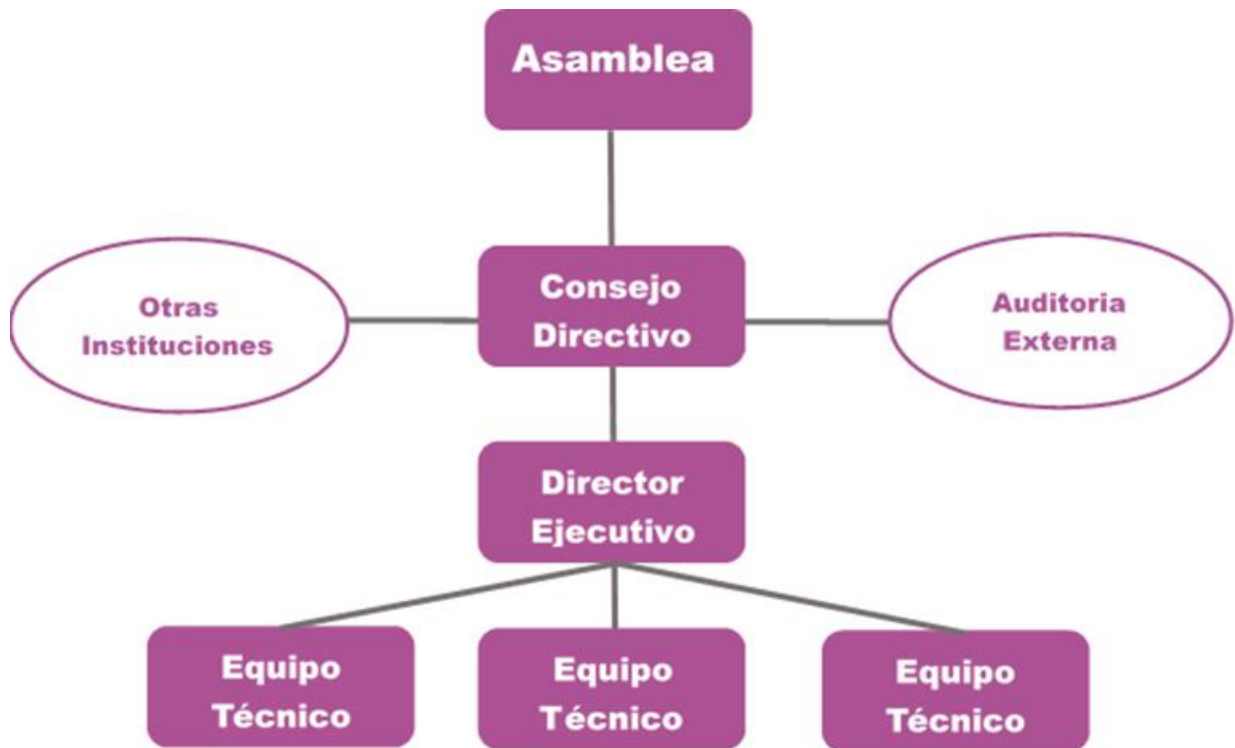 Asamblea
Otras
Instituciones
Consejo
Directivo
Auditoria
Externa
Director
Ejecutivo
Equipo
Técnico
Equipo
Técnico
Equipo
Técnico